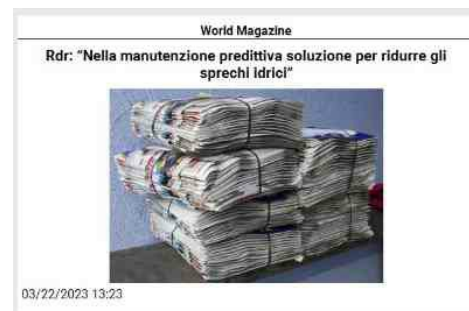 World Magazine
Rdr: “Nella manutenzione predittiva soluzione per ridurre gli
sprechi idrici”
03/22/2023 13:23